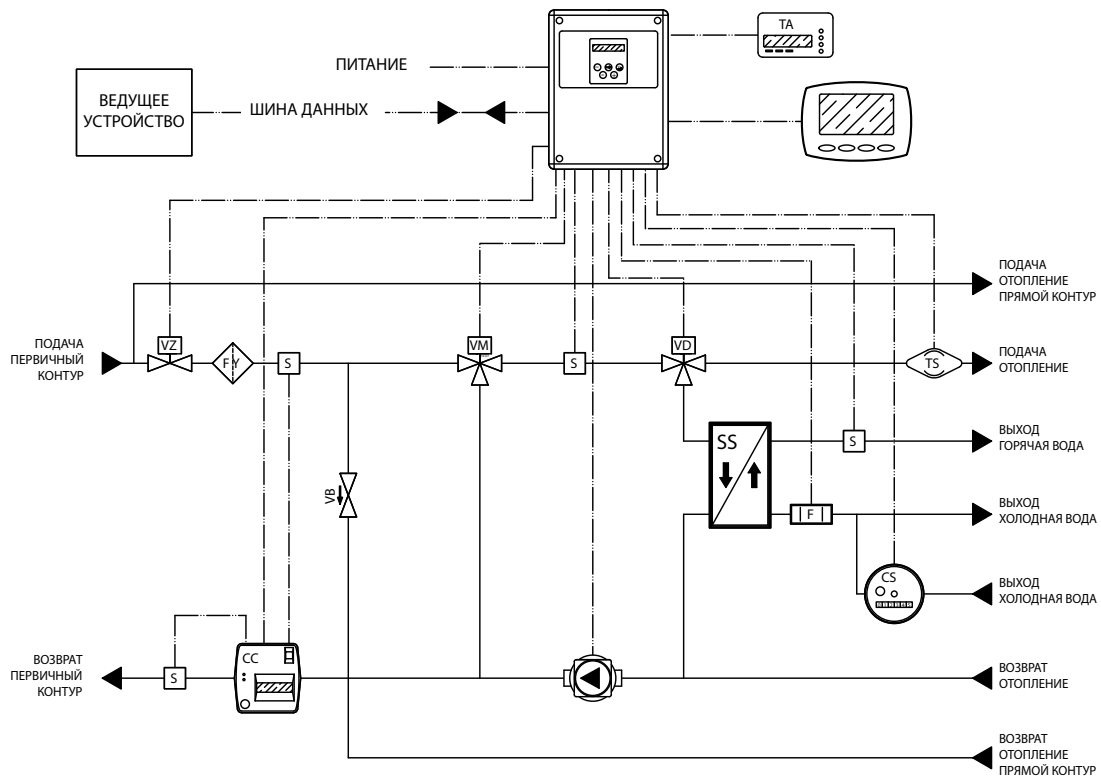 TA
ПИТАНИЕ
ВЕДУЩЕЕ
УСТРОЙСТВО
ШИНА ДАННЫХ
ПОДАЧА
ОТОПЛЕНИЕ
ПРЯМОЙ КОНТУР
ПОДАЧА
ПЕРВИЧНЫЙ
КОНТУР
VZ
F Y
S
VM
S
VD
TS
ПОДАЧА
ОТОПЛЕНИЕ
SS
S
ВЫХОД
ГОРЯЧАЯ ВОДА
VB
F
ВЫХОД
ХОЛОДНАЯ ВОДА
CS
ВЫХОД
ХОЛОДНАЯ ВОДА
ВОЗВРАТ
ПЕРВИЧНЫЙ
КОНТУР
S
CC
ВОЗВРАТ
ОТОПЛЕНИЕ
ВОЗВРАТ
ОТОПЛЕНИЕ
ПРЯМОЙ КОНТУР